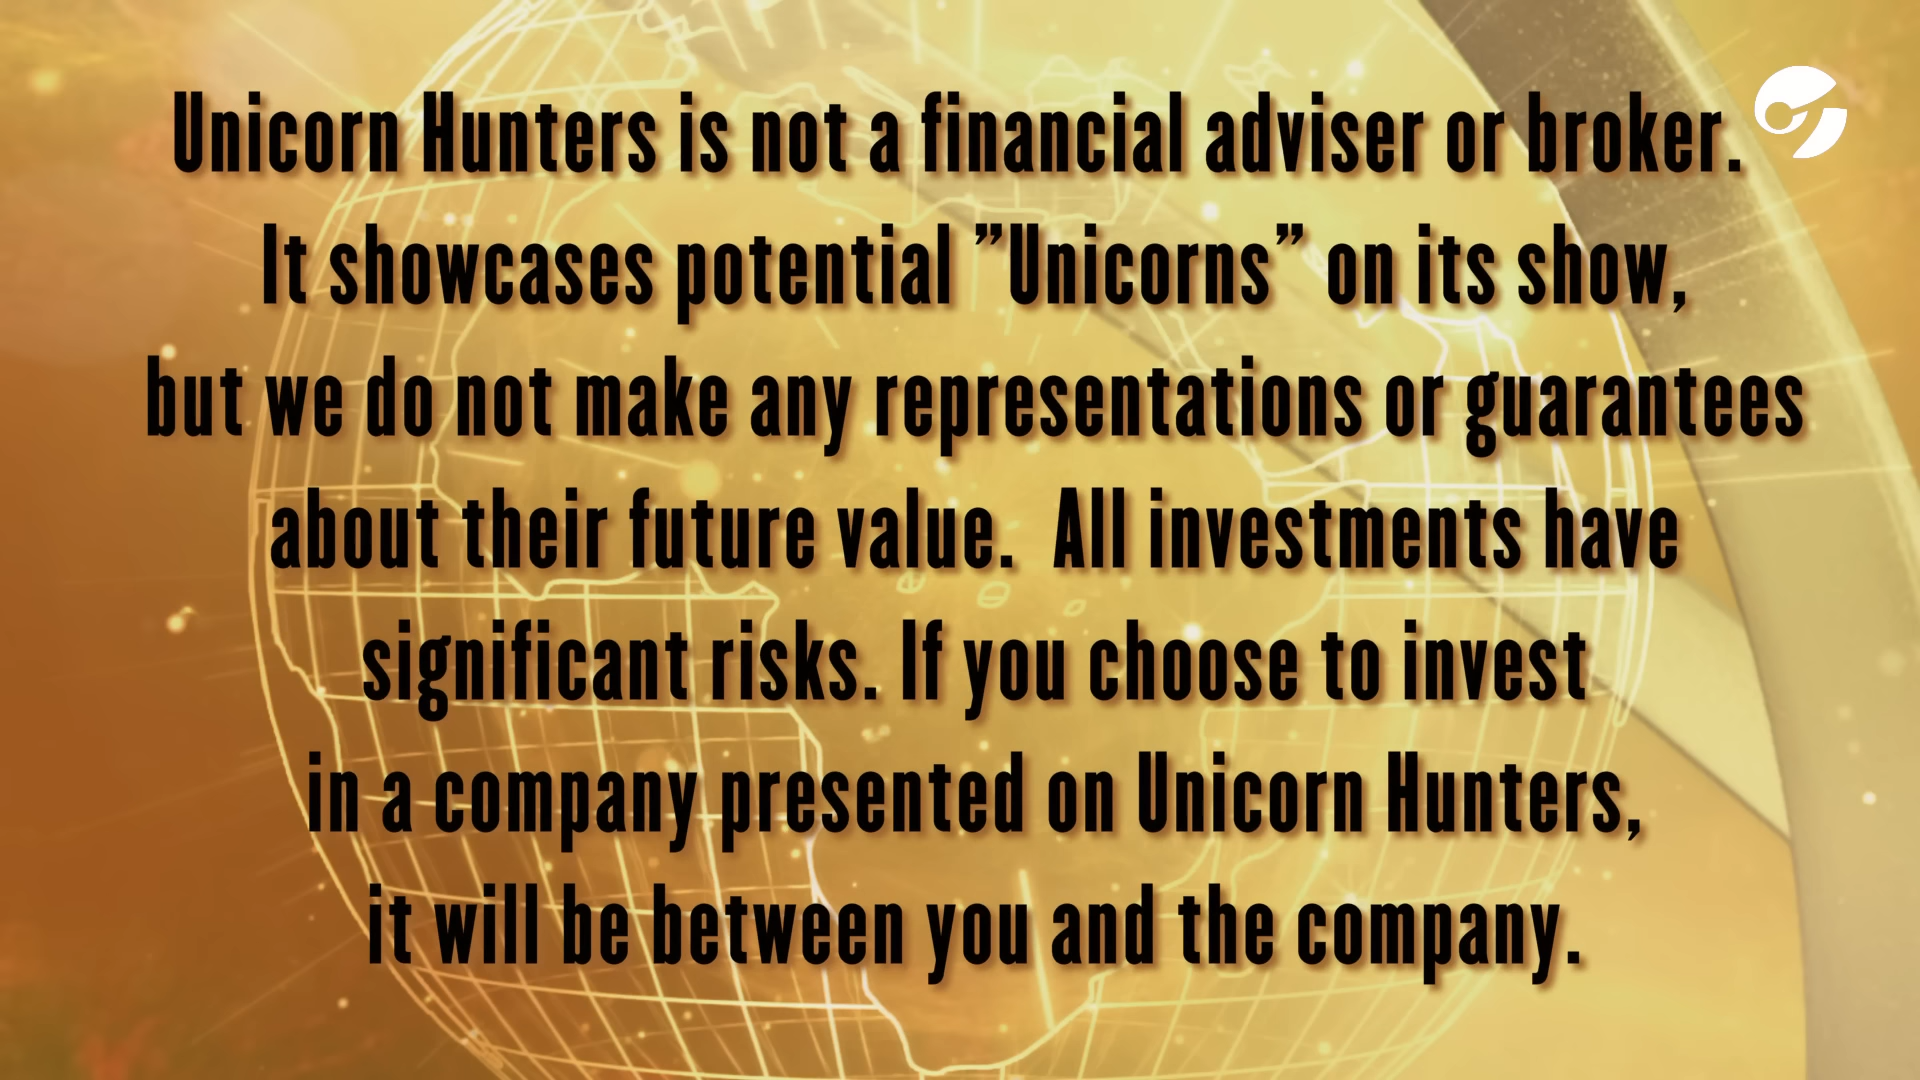 Unicorn Hunters is not a financial adviser or broker.
It showcases potential ”Unicorns” on its show,
but we do not make any representations or guarantees
about their future value.  All investments have
significant risks. If you choose to invest
in a company presented on Unicorn Hunters,
it will be between you and the company.